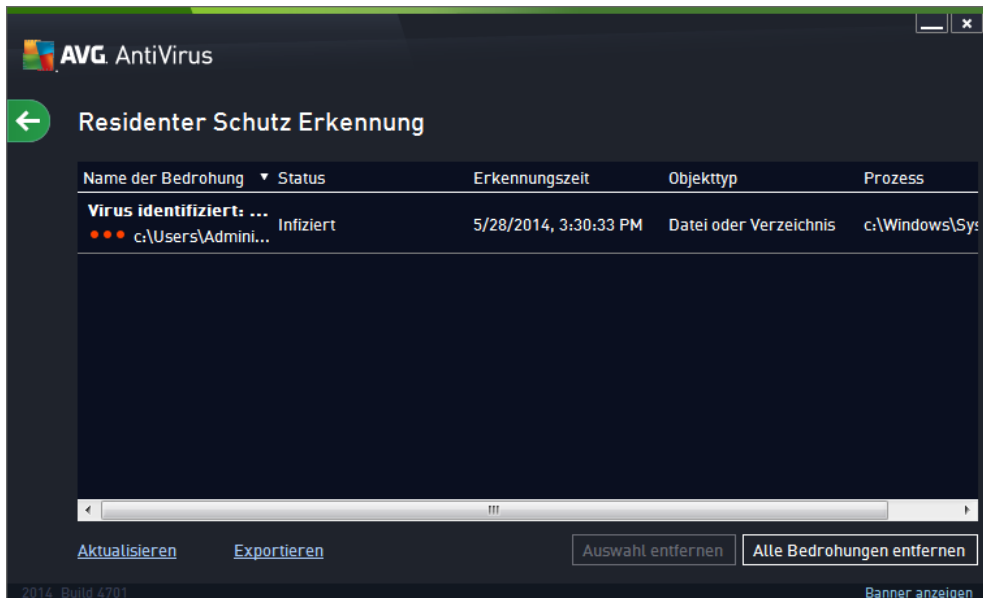 AVG. AntiVirus
Residenter Schutz Erkennung
Name der Bedrohung ▼ Status Erkennungszeit Objekttyp Prozess
Virus identifiziert: ...
c:\Users\Admini... Infiziert 5/28/2014, 3:30:33 PM Datei oder Verzeichnis c:\Windows\Sys
Aktualisieren Exportieren Auswahl entfernen Alle Bedrohungen entfernen
2014 Build 4701 Banner anzeigen